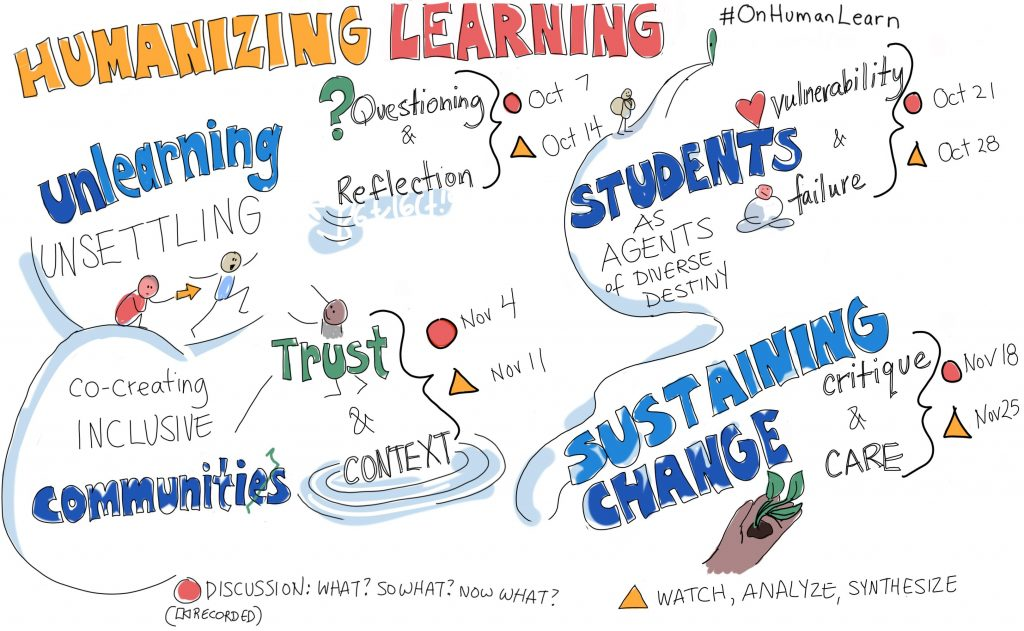 HUMANIZING LEARNING
#OnHumanLearn
unlearning
UNSETTLING
? Questioning
&
Reflection
Reflection
Oct 7
Oct 14
STUDENTS
AS
AGENTS
of DIVERSE
DESTINY
vulnerability
&
failure
Oct 21
Oct 28
CO-CREATING
INCLUSIVE
communities
Trust
&
CONTEXT
Nov 4
Nov 11
SUSTAINING
CHANGE
critique
&
CARE
Nov 18
Nov 25
DISCUSSION: WHAT? SO WHAT? NOW WHAT?
(RECORDED)
WATCH, ANALYZE, SYNTHESIZE